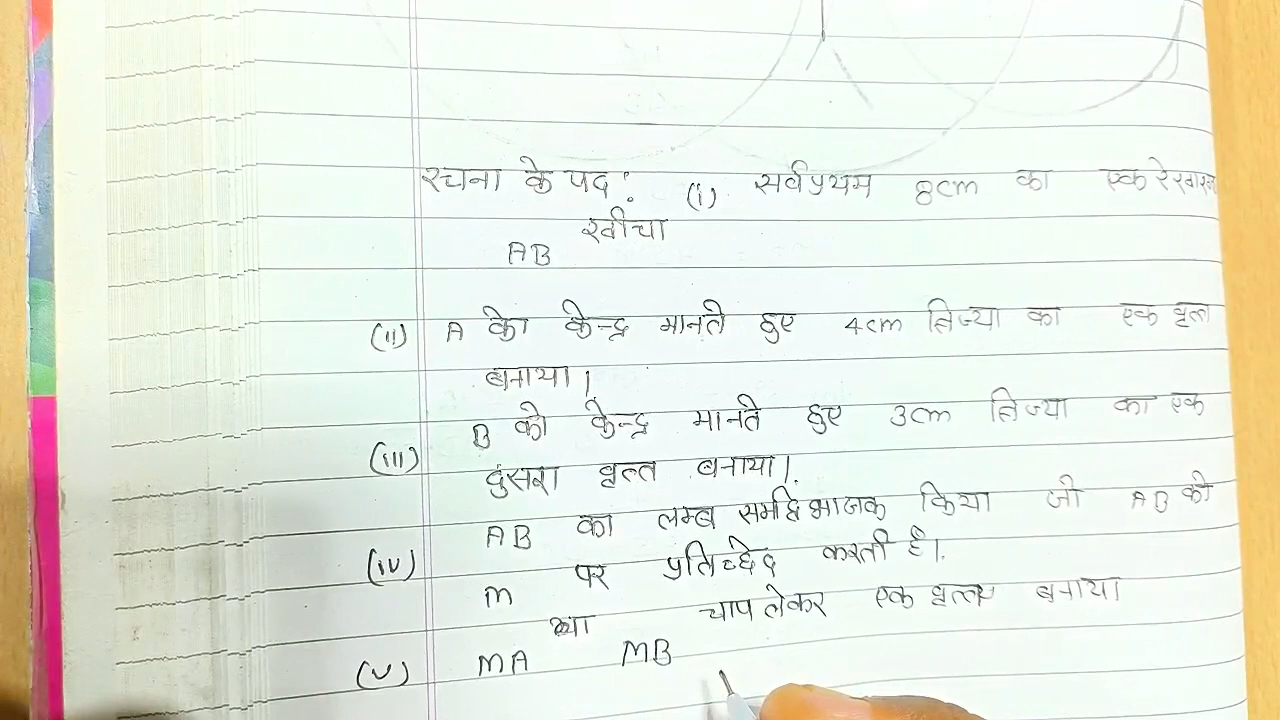 रचना के पद : (i) सर्वप्रथम 8cm का एक रेखाखण्ड
AB खींचा
(ii) A को केन्द्र मानते हुए 4cm त्रिज्या का एक वृत्त
बनाया।
(iii) B को केन्द्र मानते हुए 3cm त्रिज्या का एक
दुसरा वृत्त बनाया।
(iv) AB का लम्ब समद्विभाजक किया जो AB को
M पर प्रतिच्छेद करती है।
(v) MA या MB चाप लेकर एक वृत्त बनाया